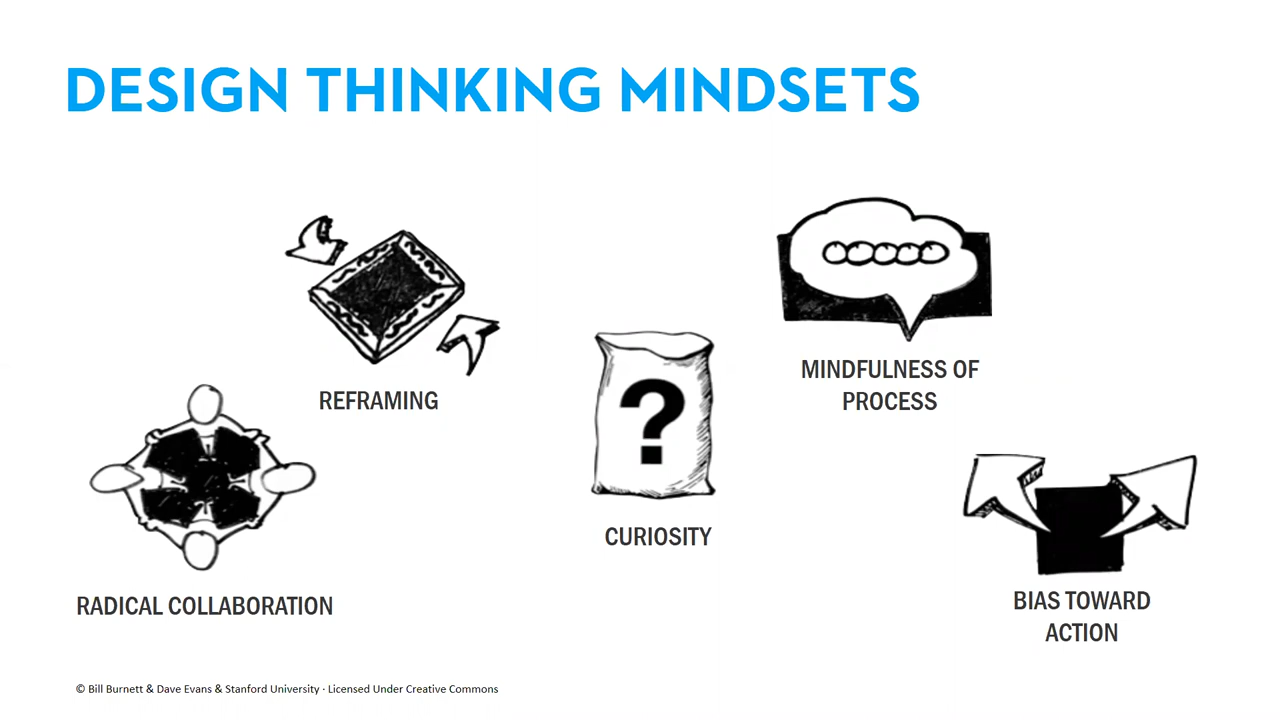 DESIGN THINKING MINDSETS
REFRAMING
MINDFULNESS OF
PROCESS
?
CURIOSITY
RADICAL COLLABORATION
BIAS TOWARD
ACTION
© Bill Burnett & Dave Evans & Stanford University · Licensed Under Creative Commons